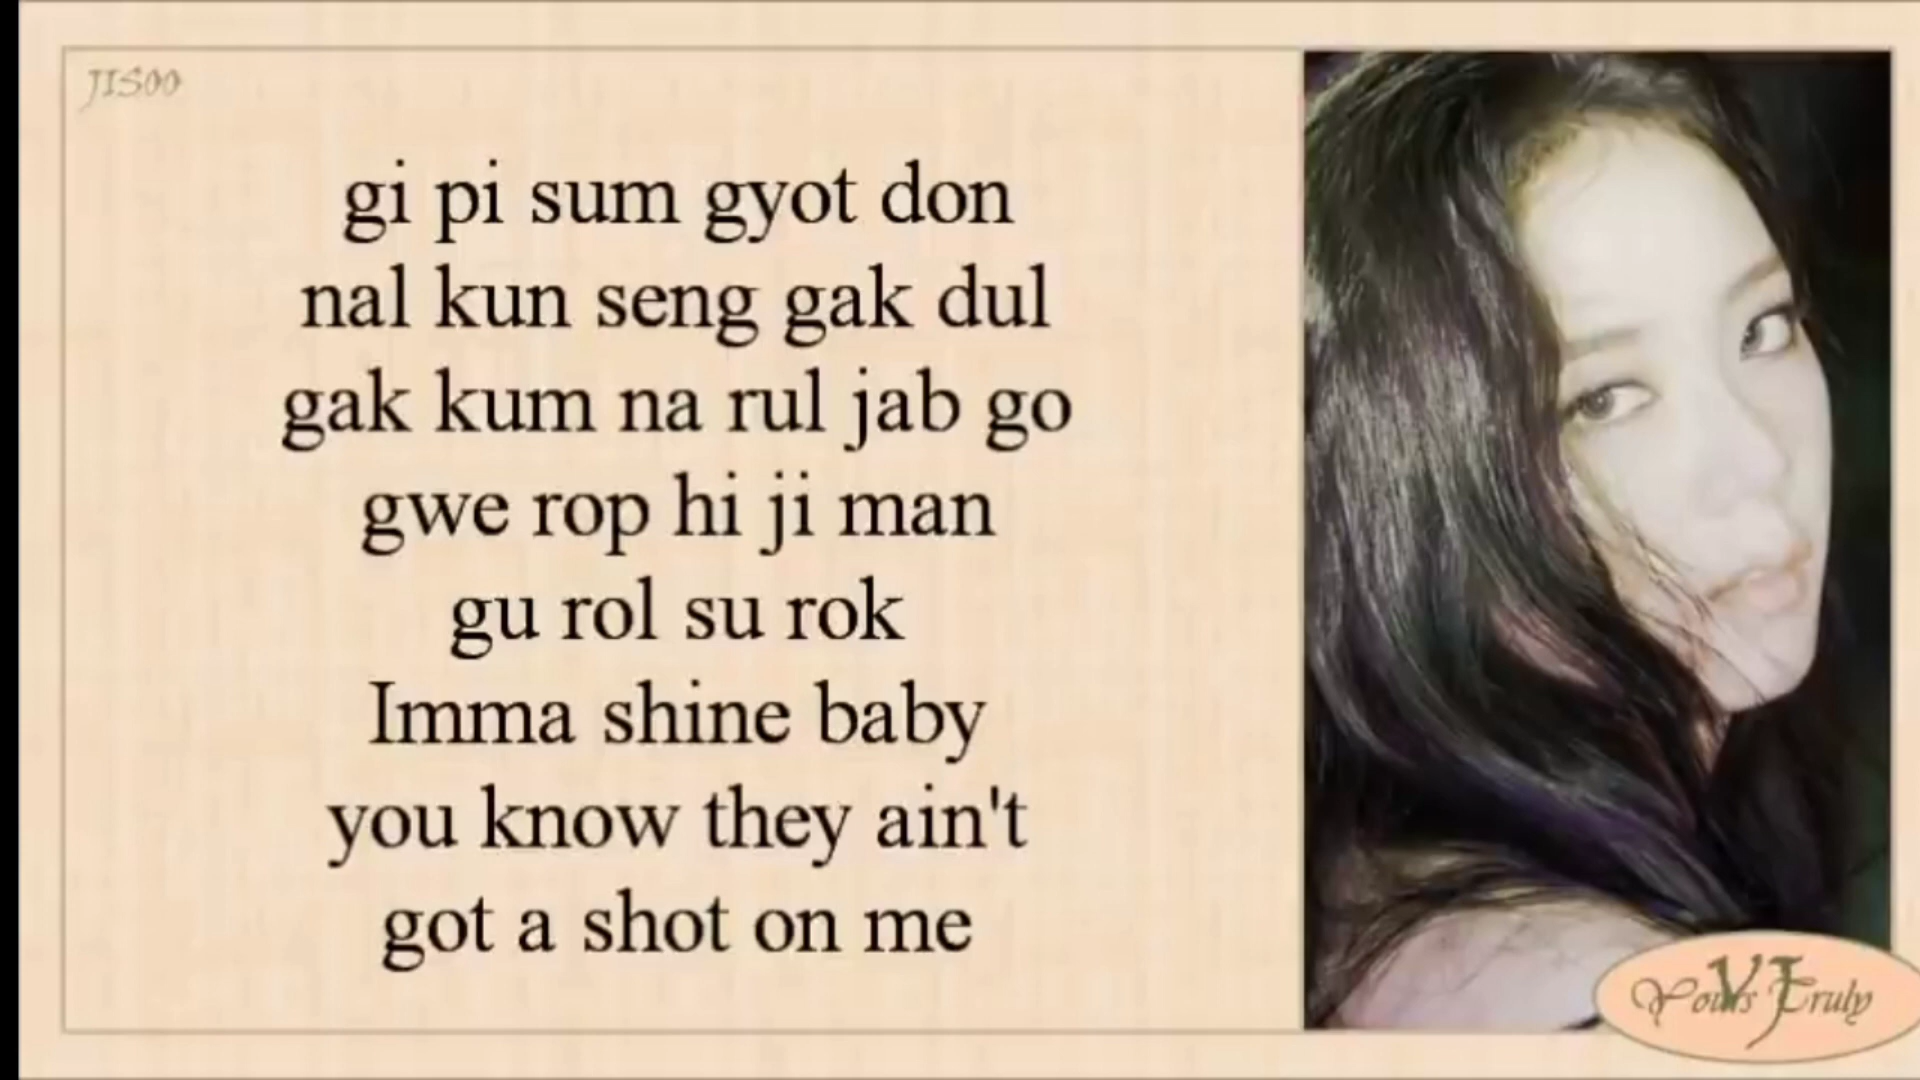 JISOO
gi pi sum gyot don
nal kun seng gak dul
gak kum na rul jab go
gwe rop hi ji man
gu rol su rok
Imma shine baby
you know they ain't
got a shot on me
Yours Truly
VJ